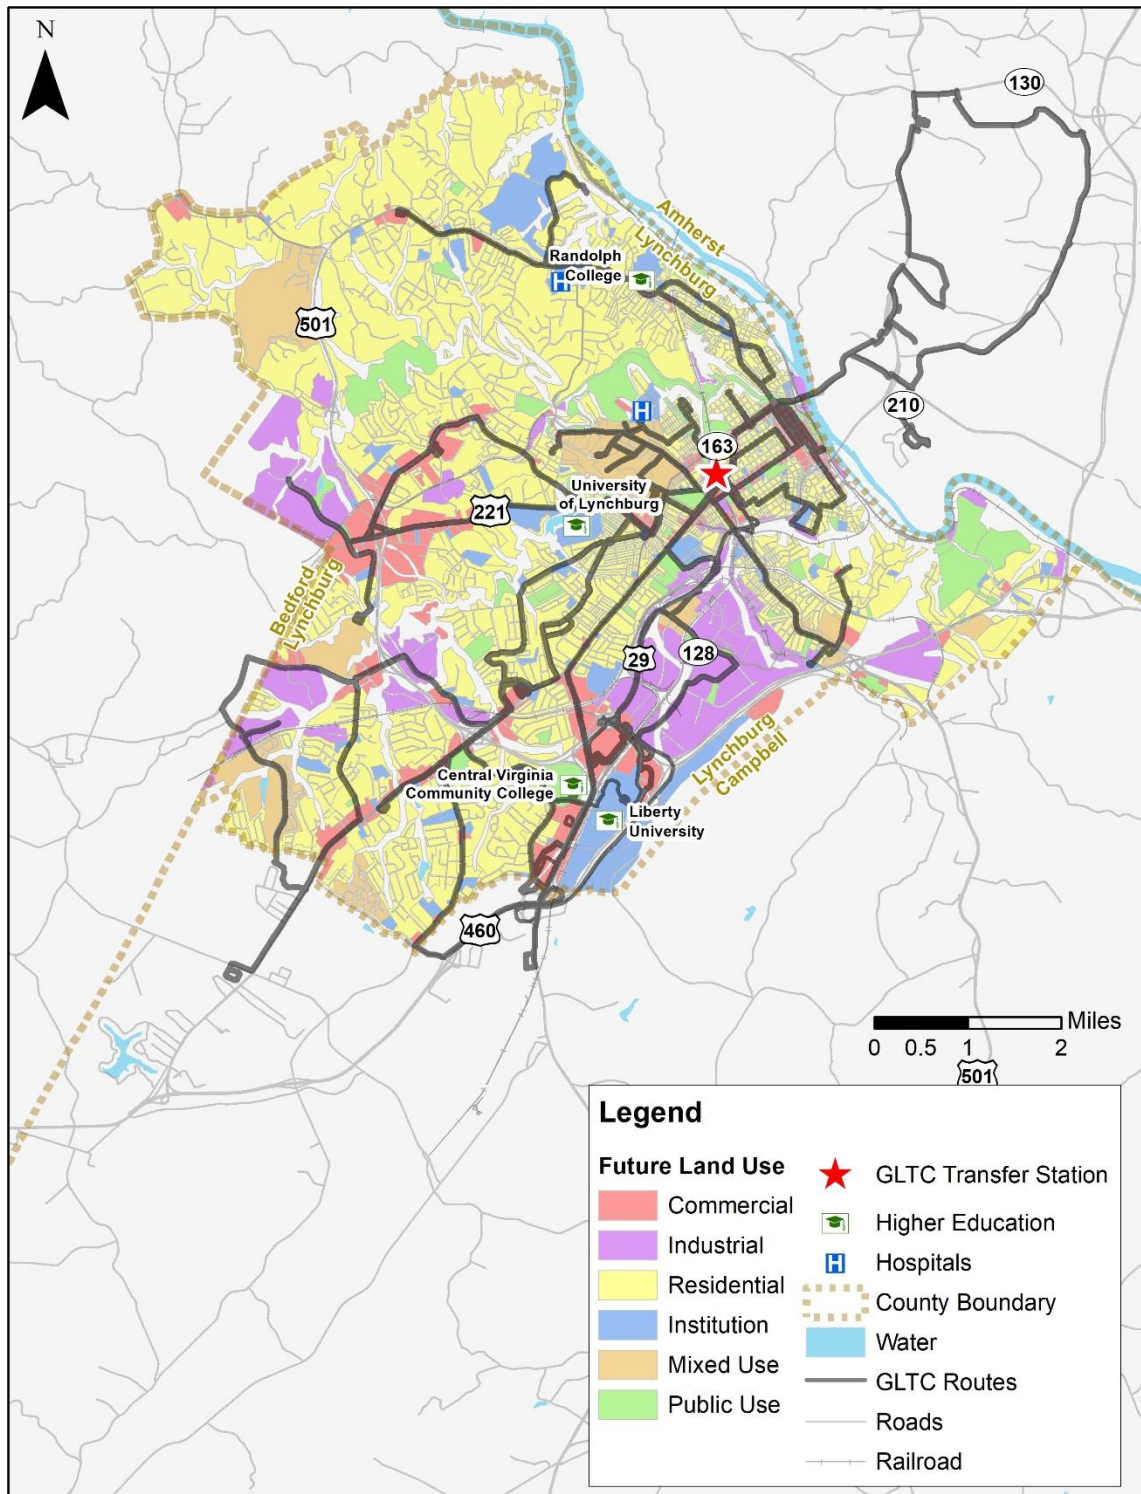 N
130
Amherst
Lynchburg
Randolph
College
H
501
210
H
163
University
of Lynchburg
221
Bedford
Lynchburg
29
128
Lynchburg
Campbell
Central Virginia
Community College
Liberty
University
460
Miles
0 0.5 1 2
501
Legend
Future Land Use
Commercial
Industrial
Residential
Institution
Mixed Use
Public Use
GLTC Transfer Station
Higher Education
H Hospitals
County Boundary
Water
GLTC Routes
Roads
Railroad